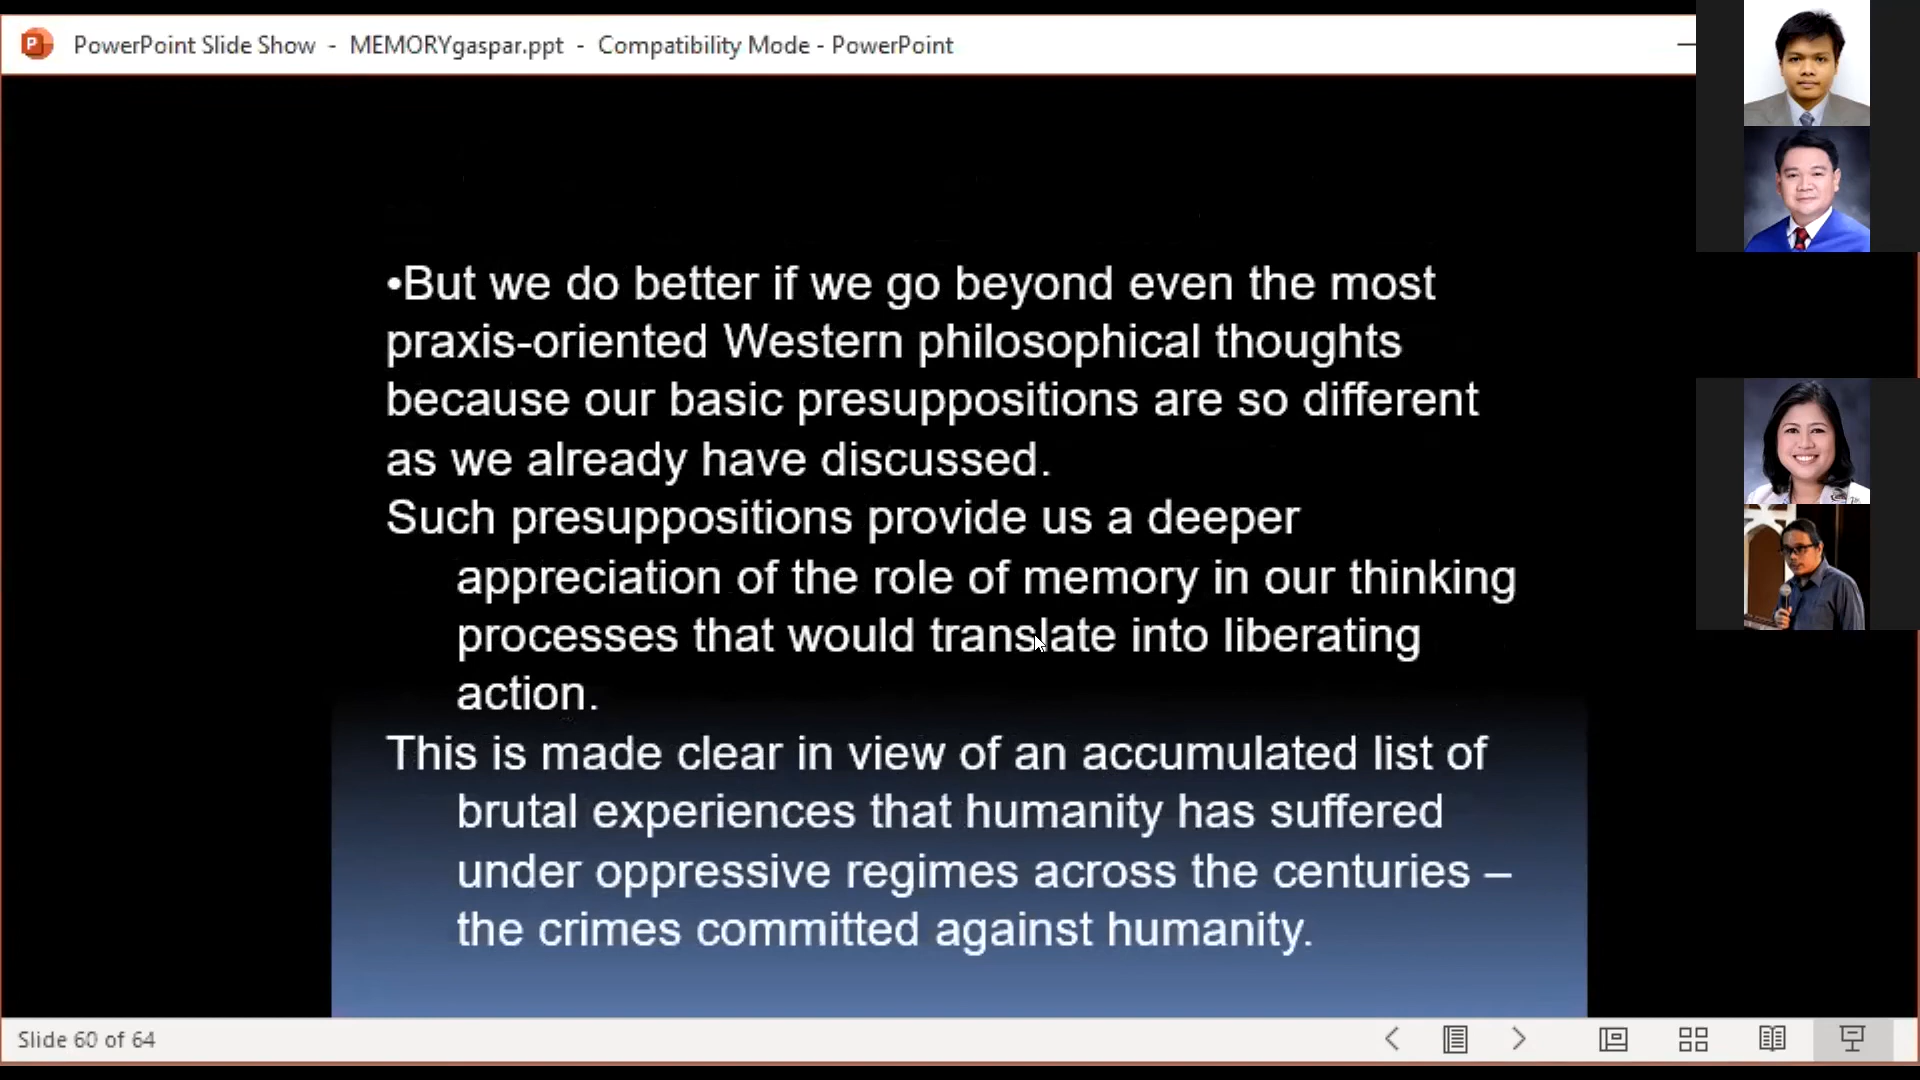 PowerPoint Slide Show - MEMORYgaspar.ppt - Compatibility Mode - PowerPoint
•But we do better if we go beyond even the most
praxis-oriented Western philosophical thoughts
because our basic presuppositions are so different
as we already have discussed.
Such presuppositions provide us a deeper
appreciation of the role of memory in our thinking
processes that would translate into liberating
action.
This is made clear in view of an accumulated list of
brutal experiences that humanity has suffered
under oppressive regimes across the centuries –
the crimes committed against humanity.
Slide 60 of 64